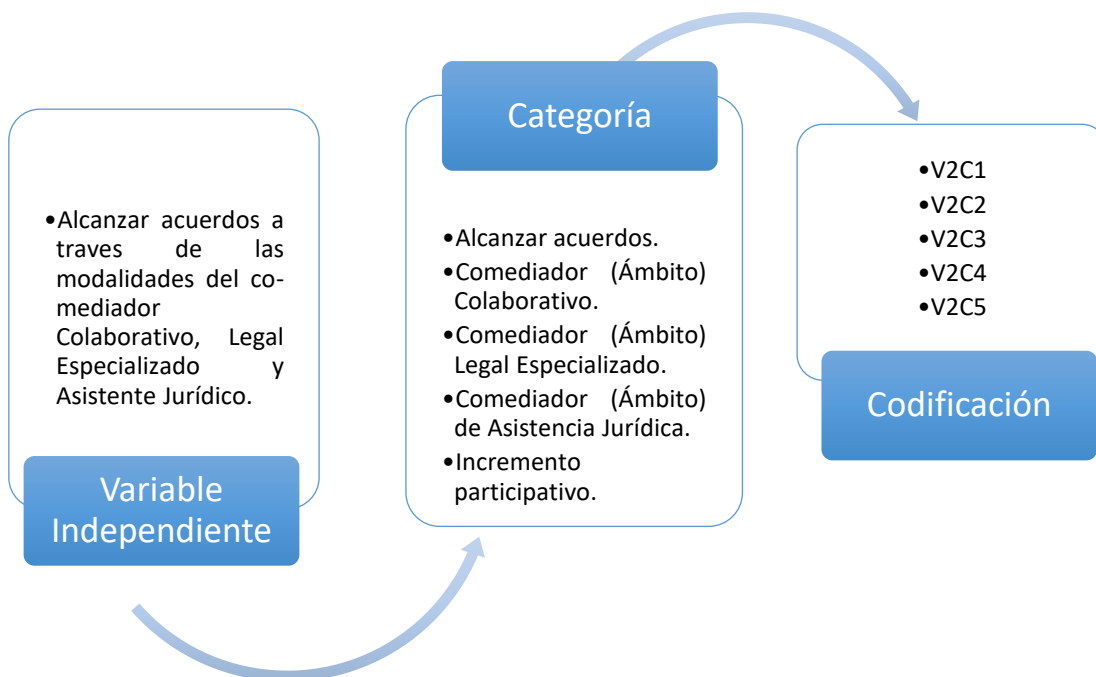 •Alcanzar acuerdos a
traves de las
modalidades del co-
mediador
Colaborativo, Legal
Especializado y
Asistente Jurídico.
Variable
Independiente
Categoría
•Alcanzar acuerdos.
•Comediador (Ámbito)
Colaborativo.
•Comediador (Ámbito)
Legal Especializado.
•Comediador (Ámbito)
de Asistencia Jurídica.
•Incremento
participativo.
•V2C1
•V2C2
•V2C3
•V2C4
•V2C5
Codificación